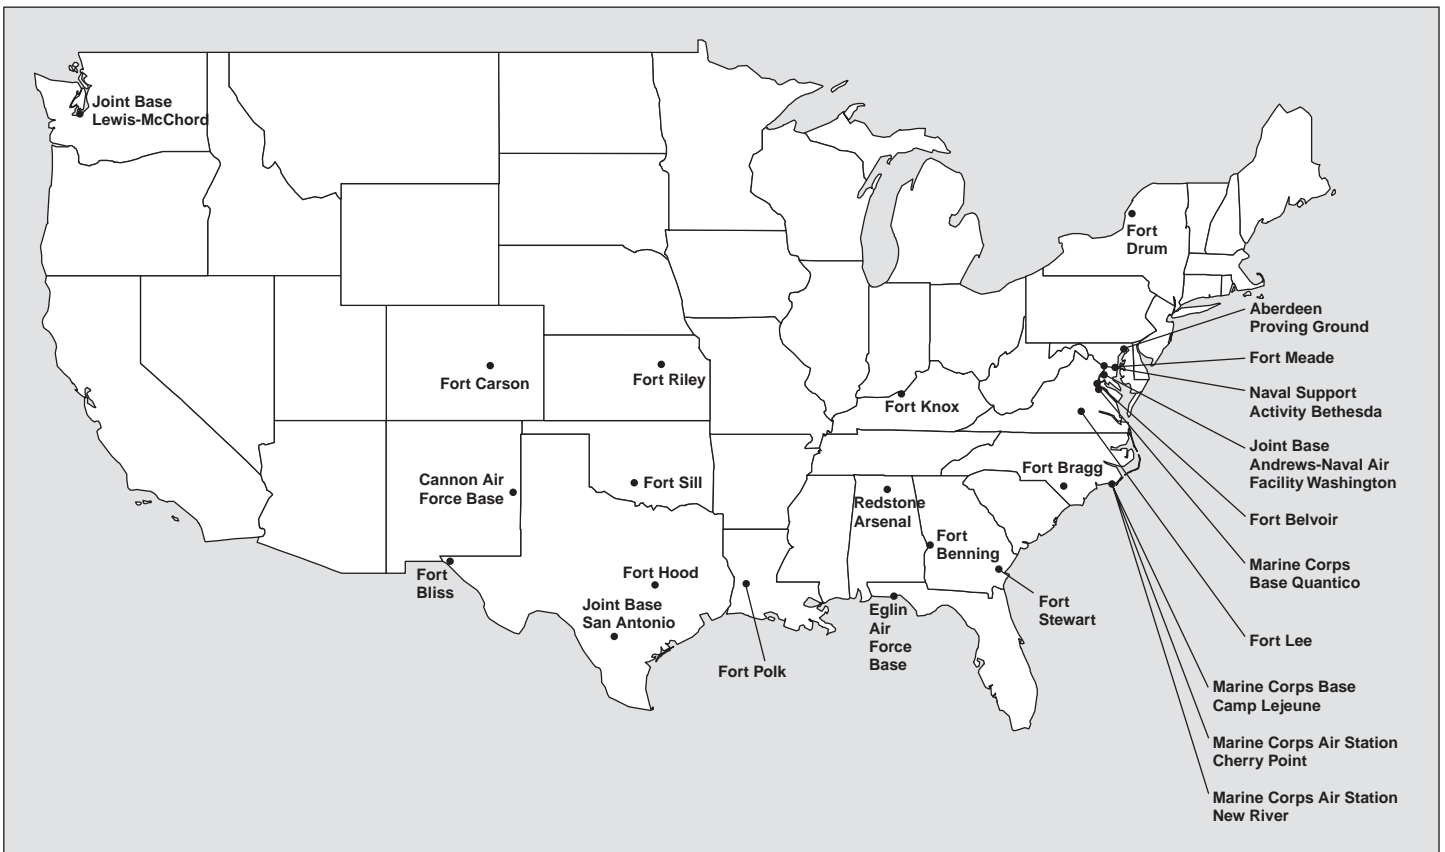 Joint Base
Lewis-McChord
Fort
Drum
Aberdeen
Proving Ground
Fort Meade
Naval Support
Activity Bethesda
Joint Base
Andrews-Naval Air
Facility Washington
Fort Belvoir
Marine Corps
Base Quantico
Fort Lee
Marine Corps Base
Camp Lejeune
Marine Corps Air Station
Cherry Point
Marine Corps Air Station
New River
Fort Carson
Fort Riley
Fort Knox
Cannon Air
Force Base
Fort Sill
Fort Bragg
Redstone
Arsenal
Fort
Benning
Fort
Bliss
Fort Hood
Joint Base
San Antonio
Fort Polk
Eglin
Air
Force
Base
Fort
Stewart